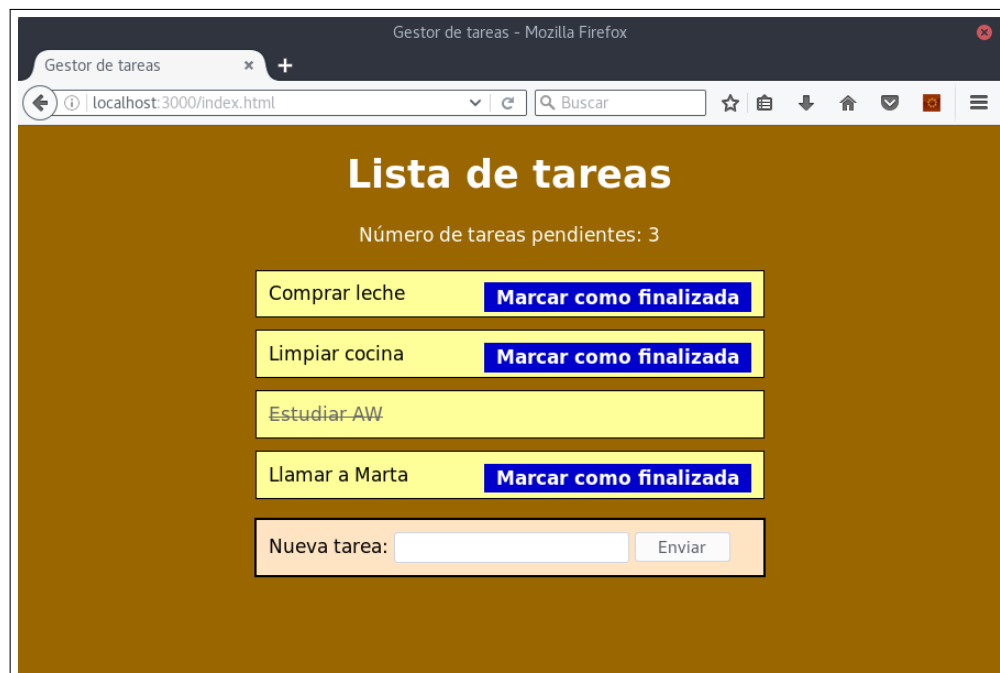 Gestor de tareas - Mozilla Firefox
Gestor de tareas
localhost:3000/index.html
Buscar
Lista de tareas
Número de tareas pendientes: 3
Comprar leche Marcar como finalizada
Limpiar cocina Marcar como finalizada
Estudiar AW
Llamar a Marta Marcar como finalizada
Nueva tarea: Enviar